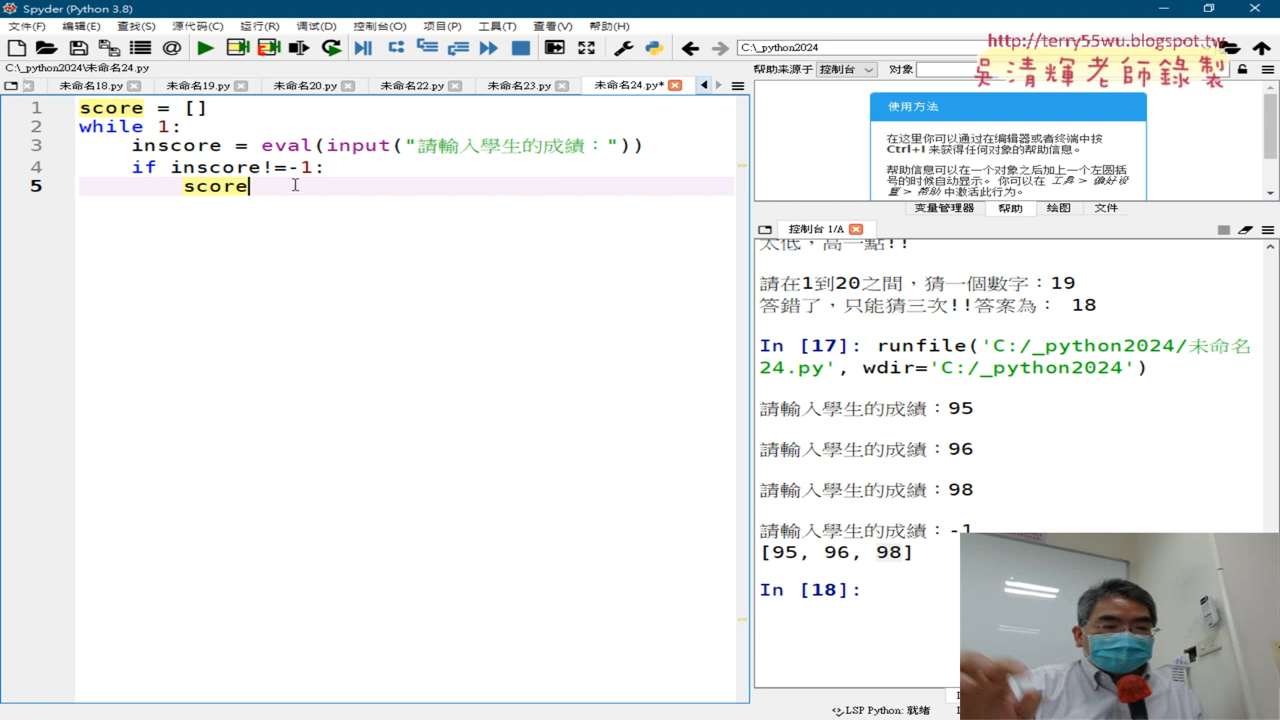 Spyder (Python 3.8)
文件(F) 编辑(E) 查找(S) 源代码(C) 运行(R) 调试(D) 控制台(O) 项目(P) 工具(T) 查看(V) 帮助(H)
C:\_python2024
http://terry55wu.blogspot.tw
吳清輝老師錄製
C:\_python2024\未命名24.py
帮助来源于 控制台 对象
未命名18.py 未命名19.py 未命名20.py 未命名22.py 未命名23.py 未命名24.py*
1 score = []
2 while 1:
3 inscore = eval(input("請輸入學生的成績："))
4 if inscore!=-1:
5 score
使用方法
在这里你可以通过在编辑器或者终端中按
Ctrl+I 来获得任何对象的帮助信息。
帮助信息可以在一个对象之后加上一个左圆括
号的时候自动显示。 你可以在 工具 > 偏好设
置 > 帮助 中激活此行为。
变量管理器 帮助 绘图 文件
控制台 1/A
太低，高一點!!
請在1到20之間，猜一個數字：19
答錯了，只能猜三次!!答案為： 18
In [17]: runfile('C:/_python2024/未命名
24.py', wdir='C:/_python2024')
請輸入學生的成績：95
請輸入學生的成績：96
請輸入學生的成績：98
請輸入學生的成績：-1
[95, 96, 98]
In [18]:
LSP Python: 就绪